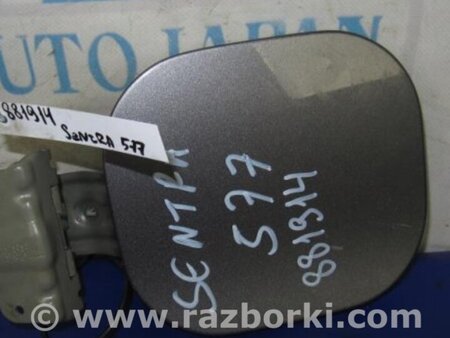 AUTO JAPAN
881914
SENTRA 577
SENTRA
577
881914
www.razborki.com